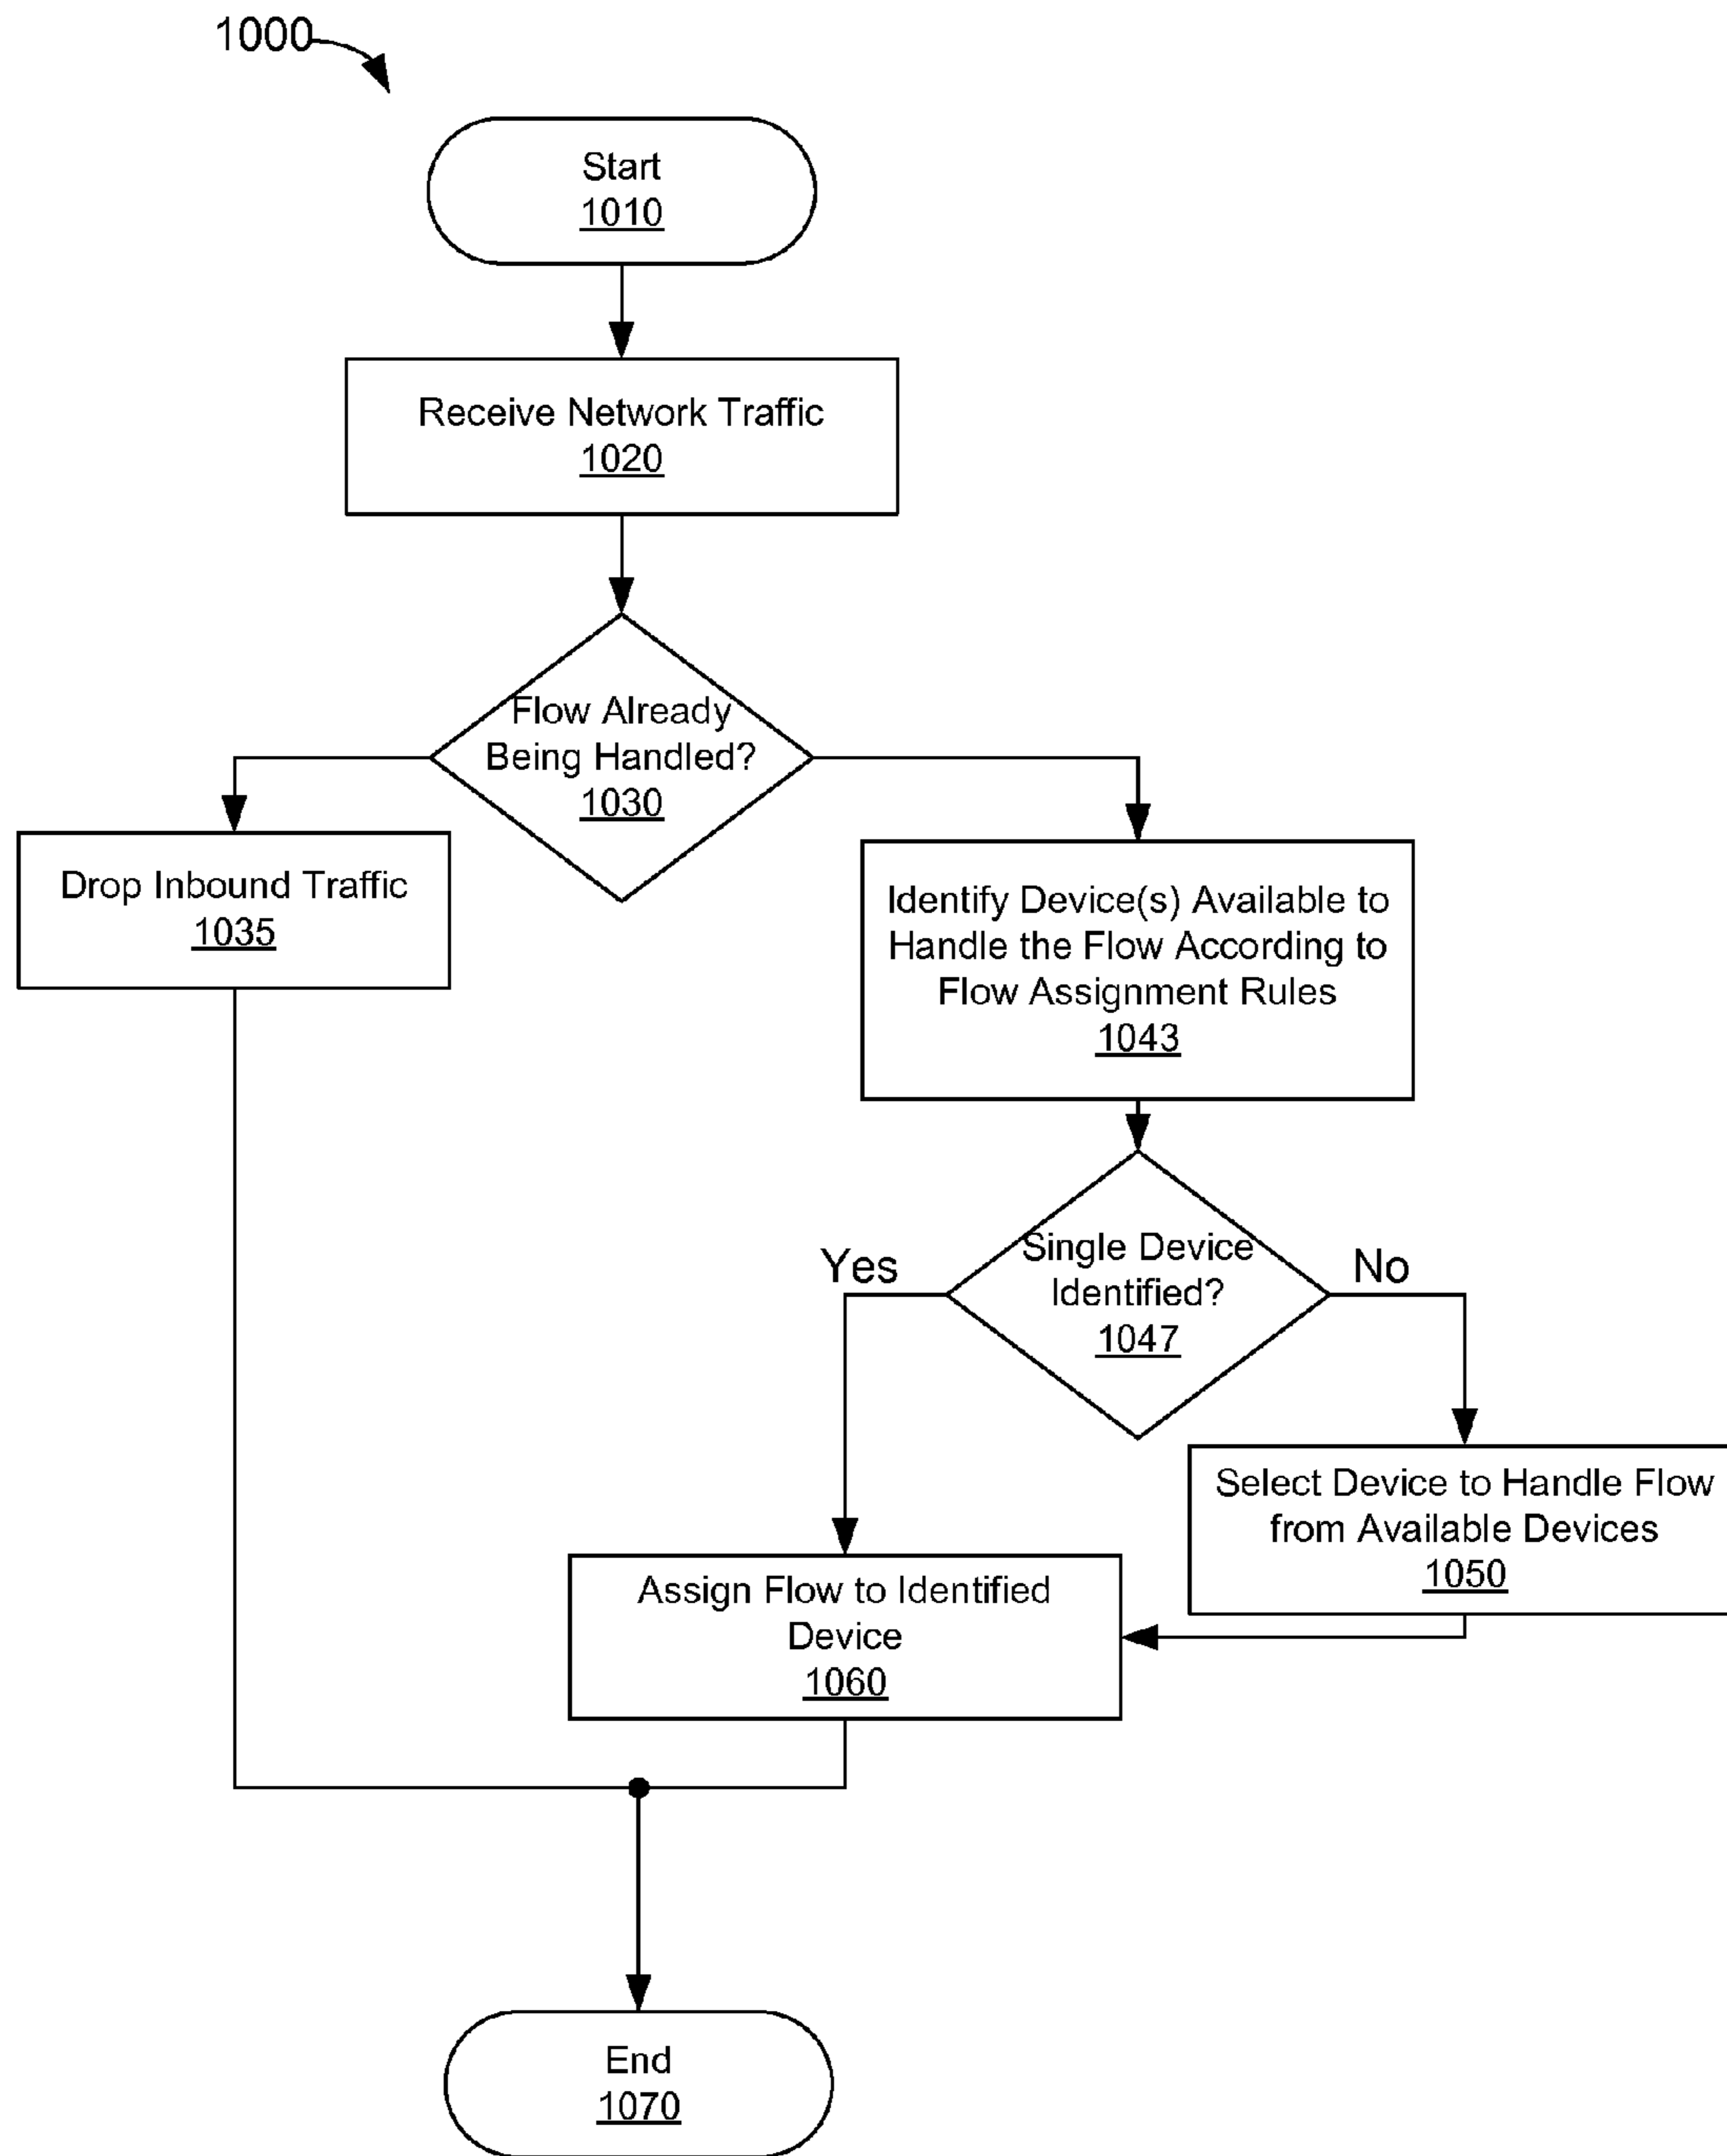 1000
Start
1010
Receive Network Traffic
1020
Flow Already
Being Handled?
1030
Drop Inbound Traffic
1035
Identify Device(s) Available to
Handle the Flow According to
Flow Assignment Rules
1043
Single Device
Identified?
1047
Yes
No
Select Device to Handle Flow
from Available Devices
1050
Assign Flow to Identified
Device
1060
End
1070